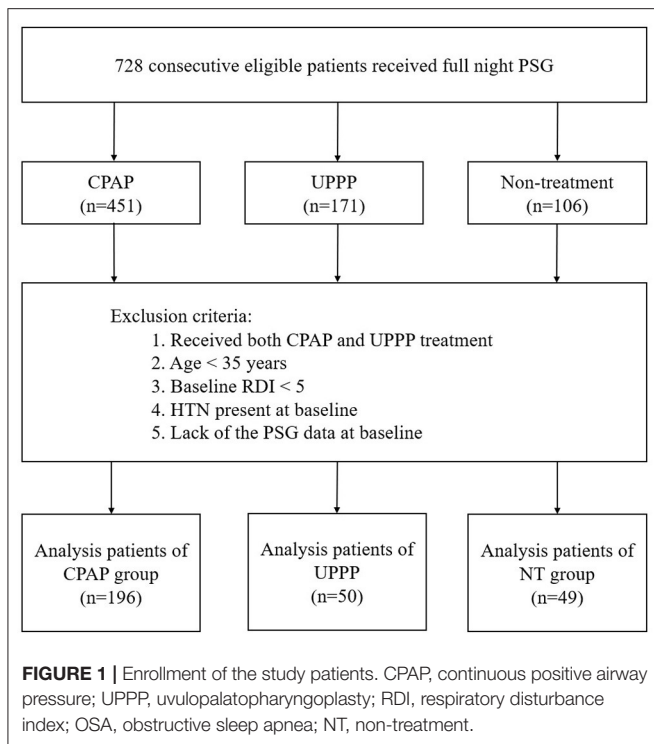 728 consecutive eligible patients received full night PSG
CPAP
(n=451)
UPPP
(n=171)
Non-treatment
(n=106)
Exclusion criteria:
1. Received both CPAP and UPPP treatment
2. Age < 35 years
3. Baseline RDI < 5
4. HTN present at baseline
5. Lack of the PSG data at baseline
Analysis patients of
CPAP group
(n=196)
Analysis patients of
UPPP
(n=50)
Analysis patients of
NT group
(n=49)
FIGURE 1 | Enrollment of the study patients. CPAP, continuous positive airway
pressure; UPPP, uvulopalatopharyngoplasty; RDI, respiratory disturbance
index; OSA, obstructive sleep apnea; NT, non-treatment.